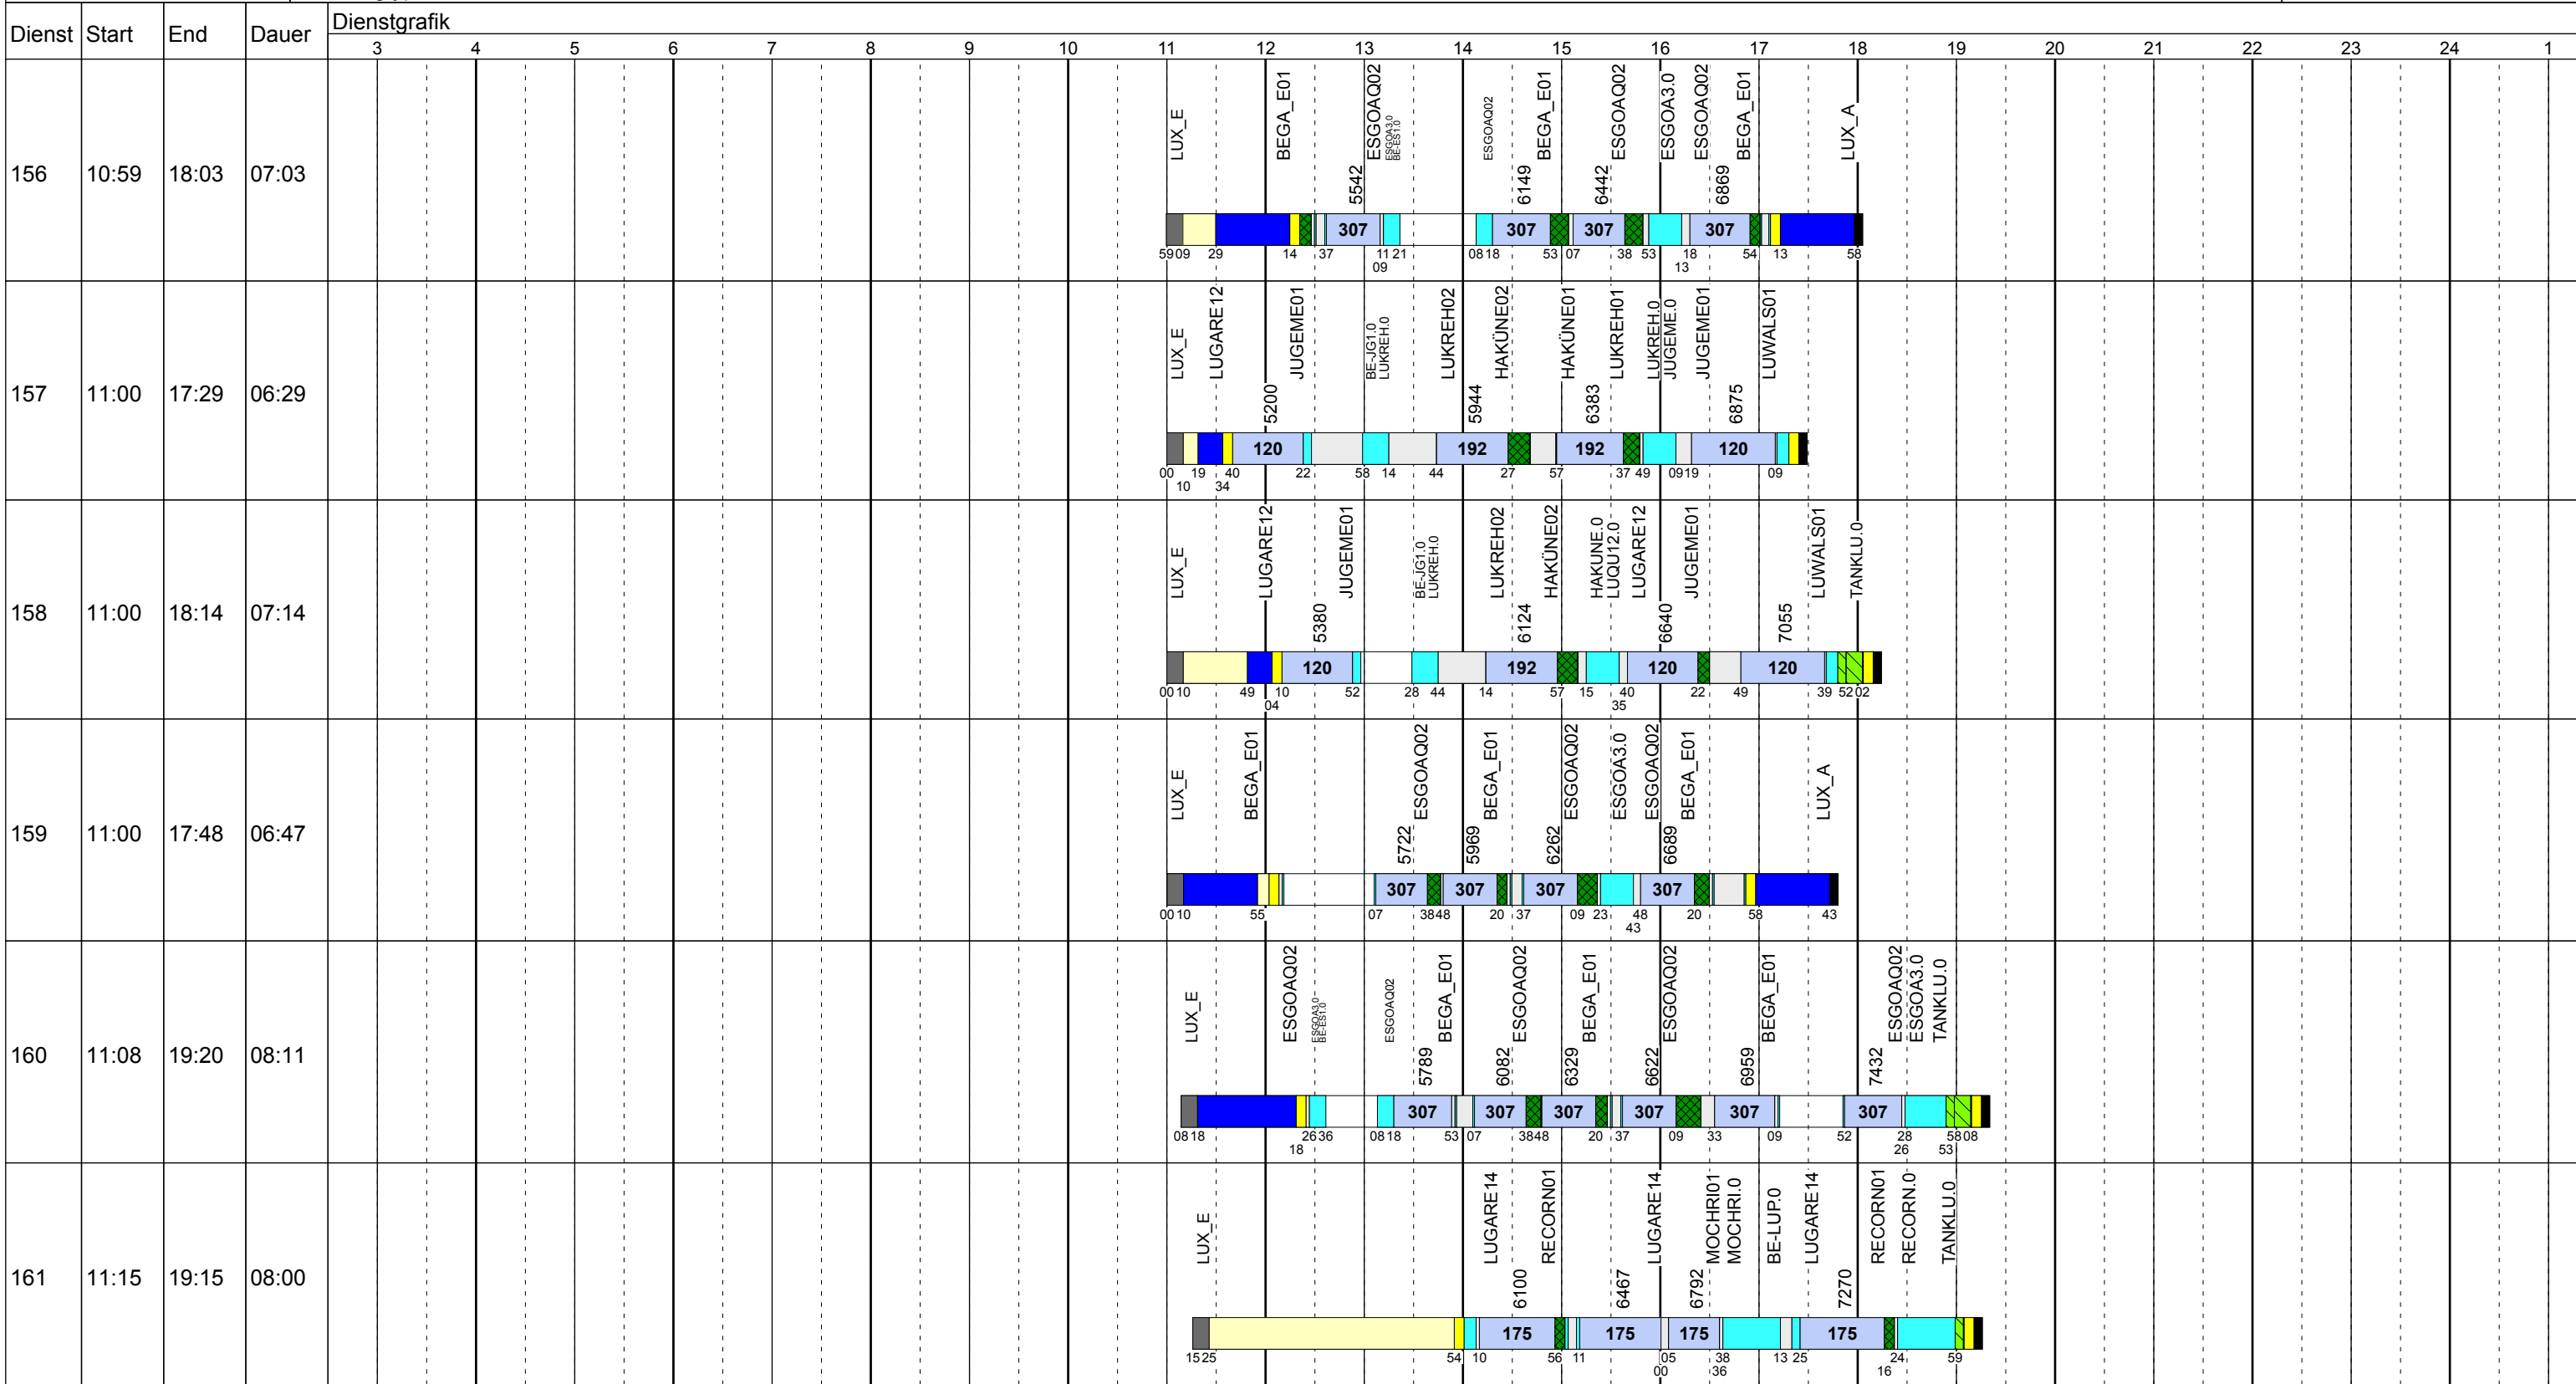 Dienst Start End Dauer Dienstgrafik
3 4 5 6 7 8 9 10 11 12 13 14 15 16 17 18 19 20 21 22 23 24 1
156 10:59 18:03 07:03
LUX_E BEGA_E01 ESGOAQ02 ESGOA3.0 BE-ES1.0 ESGOAQ02 BEGA_E01 ESGOAQ02 ESGOA3.0 ESGOAQ02 BEGA_E01 LUX_A
5542 6149 6442 6869
307 307 307 307
59 09 29 14 37 11 21 08 18 53 07 38 53 18 54 13 58
09 13
157 11:00 17:29 06:29
LUX_E LUGARE12 JUGEME01 BE-JG1.0 LUKREH.0 LUKREH02 HAKÜNE02 HAKÜNE01 LUKREH01 LUKREH.0 JUGEME.0 JUGEME01 LUWALS01
5200 5944 6383 6875
120 192 192 120
00 19 40 22 58 14 44 27 57 37 49 09 19 09
10 34
158 11:00 18:14 07:14
LUX_E LUGARE12 JUGEME01 BE-JG1.0 LUKREH.0 LUKREH02 HAKÜNE02 HAKÜNE.0 LUQU12.0 LUGARE12 JUGEME01 LUWALS01 TANKLU.0
5380 6124 6640 7055
120 192 120 120
00 10 49 10 52 28 44 14 57 15 40 22 49 39 52 02
04 35
159 11:00 17:48 06:47
LUX_E BEGA_E01 ESGOAQ02 BEGA_E01 ESGOAQ02 ESGOA3.0 ESGOAQ02 BEGA_E01 LUX_A
5722 5969 6262 6689
307 307 307 307
00 10 55 07 38 48 20 37 09 23 48 20 58 43
43
160 11:08 19:20 08:11
LUX_E ESGOAQ02 ESGOA3.0 BE-ES1.0 ESGOAQ02 BEGA_E01 ESGOAQ02 BEGA_E01 ESGOAQ02 BEGA_E01 ESGOAQ02 ESGOA3.0 TANKLU.0
5789 6082 6329 6622 6959 7432
307 307 307 307 307 307
08 18 26 36 08 18 53 07 38 48 20 37 09 33 09 52 28 58 08
18 26 53
161 11:15 19:15 08:00
LUX_E LUGARE14 RECORN01 LUGARE14 MOCHRI01 MOCHRI.0 BE-LUP.0 LUGARE14 RECORN01 RECORN.0 TANKLU.0
6100 6467 6792 7270
175 175 175 175
15 25 54 10 56 11 05 38 13 25 24 59
00 36 16